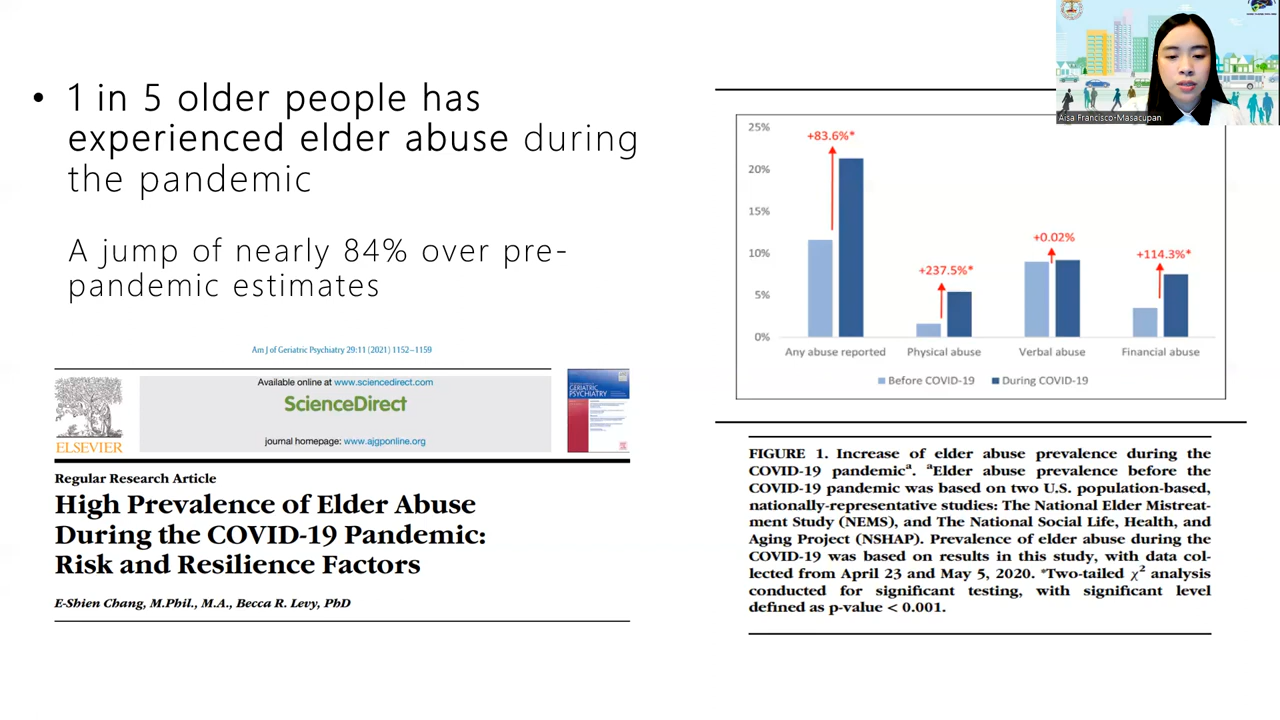 • 1 in 5 older people has
experienced elder abuse during
the pandemic
A jump of nearly 84% over pre-
pandemic estimates
Am J of Geriatric Psychiatry 29:11 (2021) 1152−1159
Available online at www.sciencedirect.com
ScienceDirect
journal homepage: www.ajgponline.org
ELSEVIER
GERIATRIC
PSYCHIATRY
Regular Research Article
High Prevalence of Elder Abuse
During the COVID-19 Pandemic:
Risk and Resilience Factors
E-Shien Chang, M.Phil., M.A., Becca R. Levy, PhD
Aisa Francisco-Masacupan
25%
20%
15%
10%
5%
0%
+83.6%*
+237.5%*
+0.02%
+114.3%*
Any abuse reported
Physical abuse
Verbal abuse
Financial abuse
Before COVID-19
During COVID-19
FIGURE 1. Increase of elder abuse prevalence during the
COVID-19 pandemicª. ªElder abuse prevalence before the
COVID-19 pandemic was based on two U.S. population-based,
nationally-representative studies: The National Elder Mistreat-
ment Study (NEMS), and The National Social Life, Health, and
Aging Project (NSHAP). Prevalence of elder abuse during the
COVID-19 was based on results in this study, with data col-
lected from April 23 and May 5, 2020. *Two-tailed χ² analysis
conducted for significant testing, with significant level
defined as p-value < 0.001.